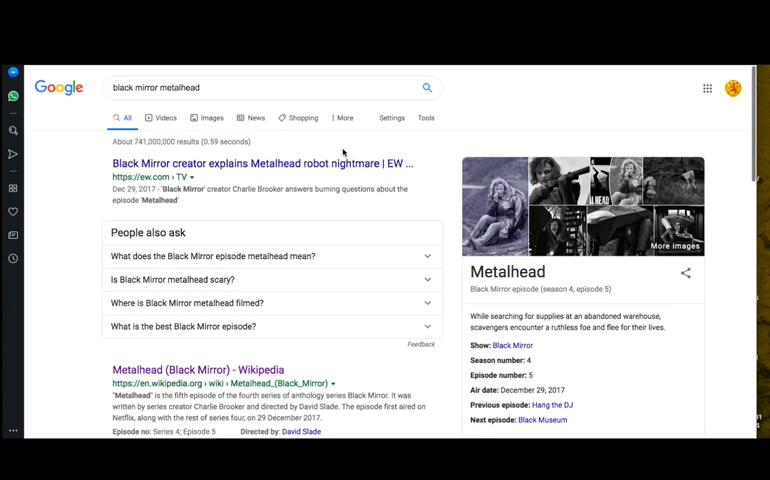 Google
black mirror metalhead
All
Videos
Images
News
Shopping
More
Settings
Tools
About 741,000,000 results (0.59 seconds)
Black Mirror creator explains Metalhead robot nightmare | EW ...
https://ew.com › TV
Dec 29, 2017 - 'Black Mirror' creator Charlie Brooker answers burning questions about the
episode 'Metalhead'
People also ask
What does the Black Mirror episode metalhead mean?
Is Black Mirror metalhead scary?
Where is Black Mirror metalhead filmed?
What is the best Black Mirror episode?
Feedback
Metalhead (Black Mirror) - Wikipedia
https://en.wikipedia.org › wiki › Metalhead_(Black_Mirror)
"Metalhead" is the fifth episode of the fourth series of anthology series Black Mirror. It was
written by series creator Charlie Brooker and directed by David Slade. The episode first aired on
Netflix, along with the rest of series four, on 29 December 2017.
Episode no: Series 4; Episode 5 Directed by: David Slade
More images
Metalhead
Black Mirror episode (season 4, episode 5)
While searching for supplies at an abandoned warehouse,
scavengers encounter a ruthless foe and flee for their lives.
Show: Black Mirror
Season number: 4
Episode number: 5
Air date: December 29, 2017
Previous episode: Hang the DJ
Next episode: Black Museum